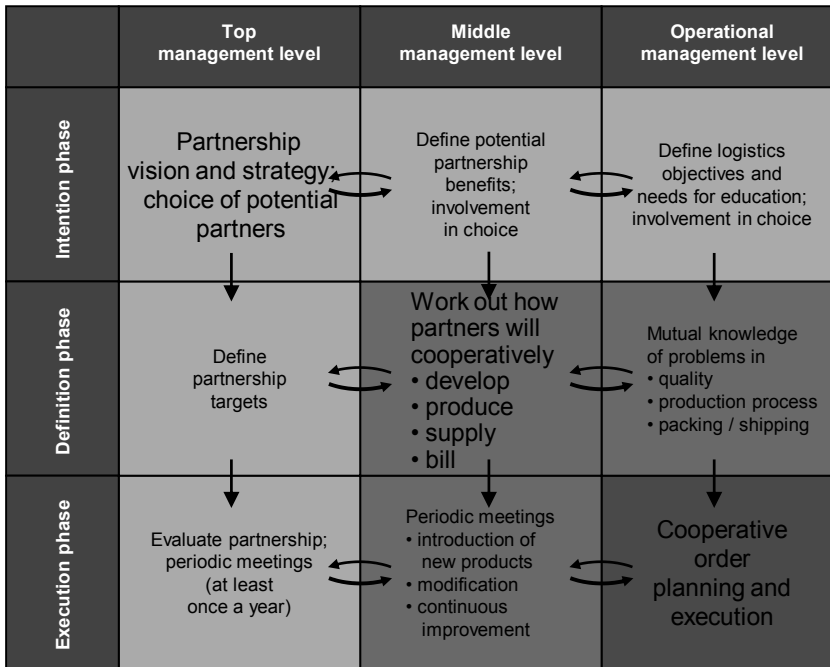 Top
management level
Middle
management level
Operational
management level
Intention phase
Partnership
vision and strategy;
choice of potential
partners
Define potential
partnership
benefits;
involvement
in choice
Define logistics
objectives and
needs for education;
involvement in choice
Definition phase
Define
partnership
targets
Work out how
partners will
cooperatively
• develop
• produce
• supply
• bill
Mutual knowledge
of problems in
• quality
• production process
• packing / shipping
Execution phase
Evaluate partnership;
periodic meetings
(at least
once a year)
Periodic meetings
• introduction of
new products
• modification
• continuous
improvement
Cooperative
order
planning and
execution